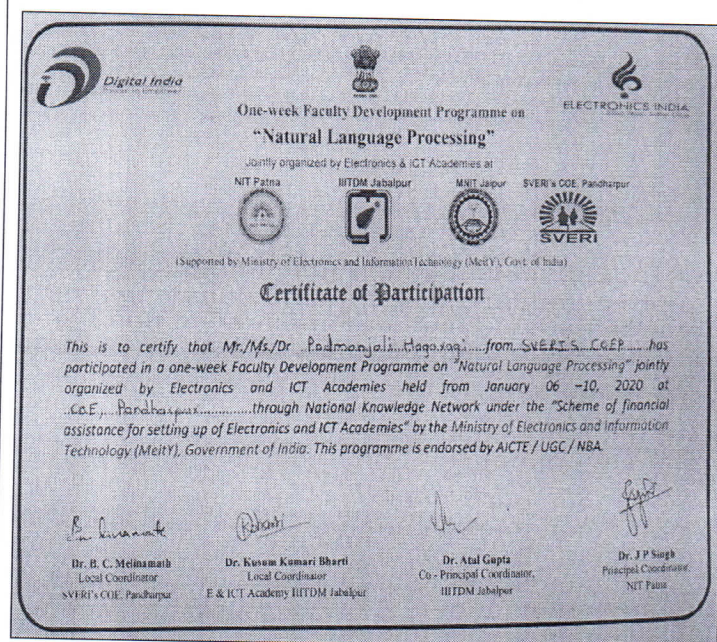 Digital India
Power To Empower
ELECTRONICS INDIA
One-week Faculty Development Programme on
“Natural Language Processing”
Jointly organized by Electronics & ICT Academies at
NIT Patna IIITDM Jabalpur MNIT Jaipur SVERI's COE, Pandharpur
SVERI
(Supported by Ministry of Electronics and Information Technology (MeitY), Govt. of India)
Certificate of Participation
This is to certify that Mr./Ms./Dr Padmanjali Hagaragi from SVERI'S COEP has
participated in a one-week Faculty Development Programme on “Natural Language Processing” jointly
organized by Electronics and ICT Academies held from January 06 –10, 2020 at
COE, Pandharpur through National Knowledge Network under the “Scheme of financial
assistance for setting up of Electronics and ICT Academies” by the Ministry of Electronics and Information
Technology (MeitY), Government of India. This programme is endorsed by AICTE / UGC / NBA.
Dr. B. C. Melinamath Dr. Kusum Kumari Bharti Dr. Atul Gupta Dr. J P Singh
Local Coordinator Local Coordinator Co - Principal Coordinator, Principal Coordinator,
SVERI's COE, Pandharpur E & ICT Academy IIITDM Jabalpur IIITDM Jabalpur NIT Patna